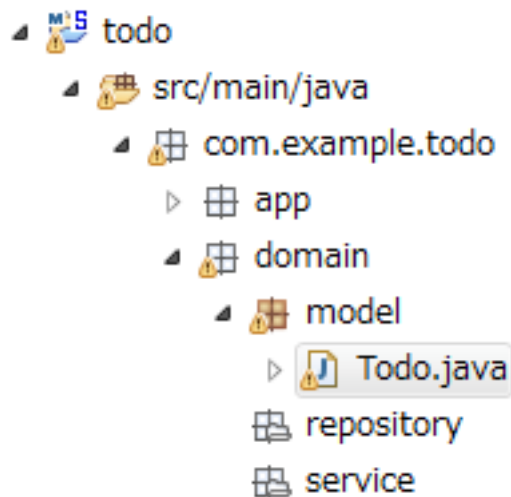 todo
src/main/java
com.example.todo
app
domain
model
Todo.java
repository
service